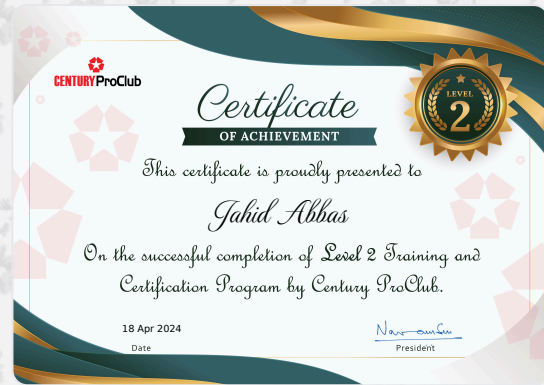 CENTURY ProClub
LEVEL
2
Certificate
OF ACHIEVEMENT
This certificate is proudly presented to
Jahid Abbas
On the successful completion of Level 2 Training and
Certification Program by Century ProClub.
18 Apr 2024
Date
President